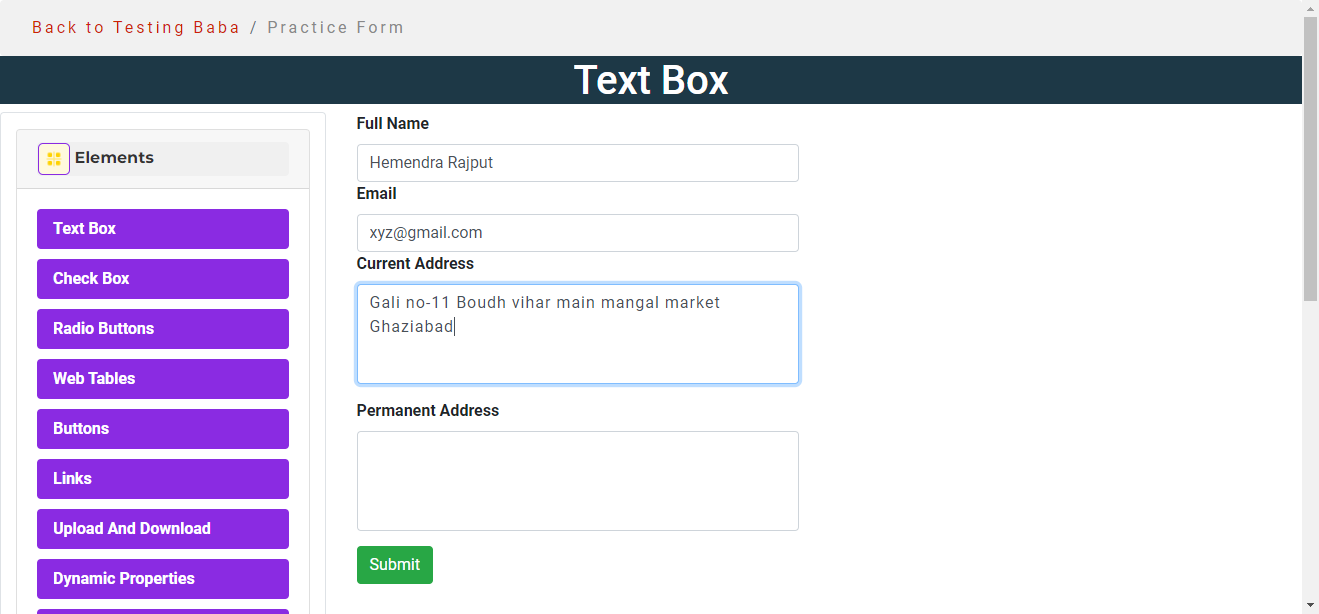 Back to Testing Baba / Practice Form
Text Box
Elements
Text Box
Check Box
Radio Buttons
Web Tables
Buttons
Links
Upload And Download
Dynamic Properties
Full Name
Hemendra Rajput
Email
xyz@gmail.com
Current Address
Gali no-11 Boudh vihar main mangal market
Ghaziabad
Permanent Address
Submit